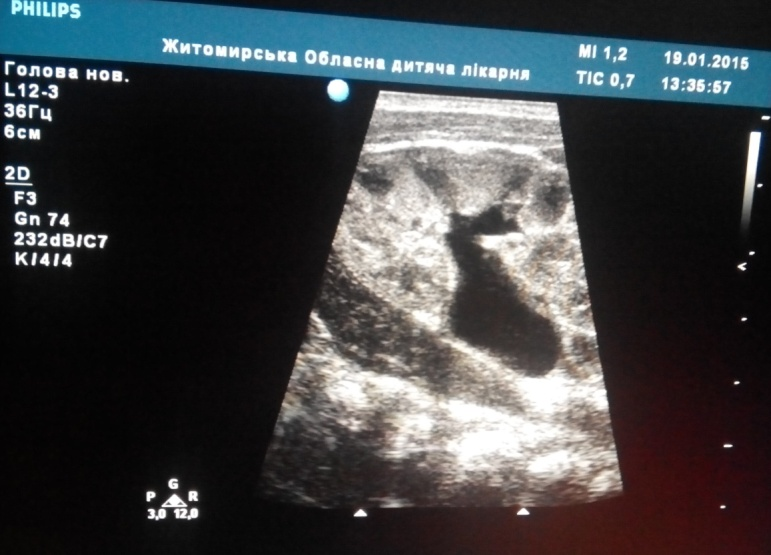 PHILIPS
Житомирська Обласна дитяча лікарня
MI 1,2
19.01.2015
TIC 0,7
13:35:57
Голова нов.
L12-3
36Гц
6см
2D
F3
Gn 74
232dB/C7
K/4/4
G
P R
3,0 12,0